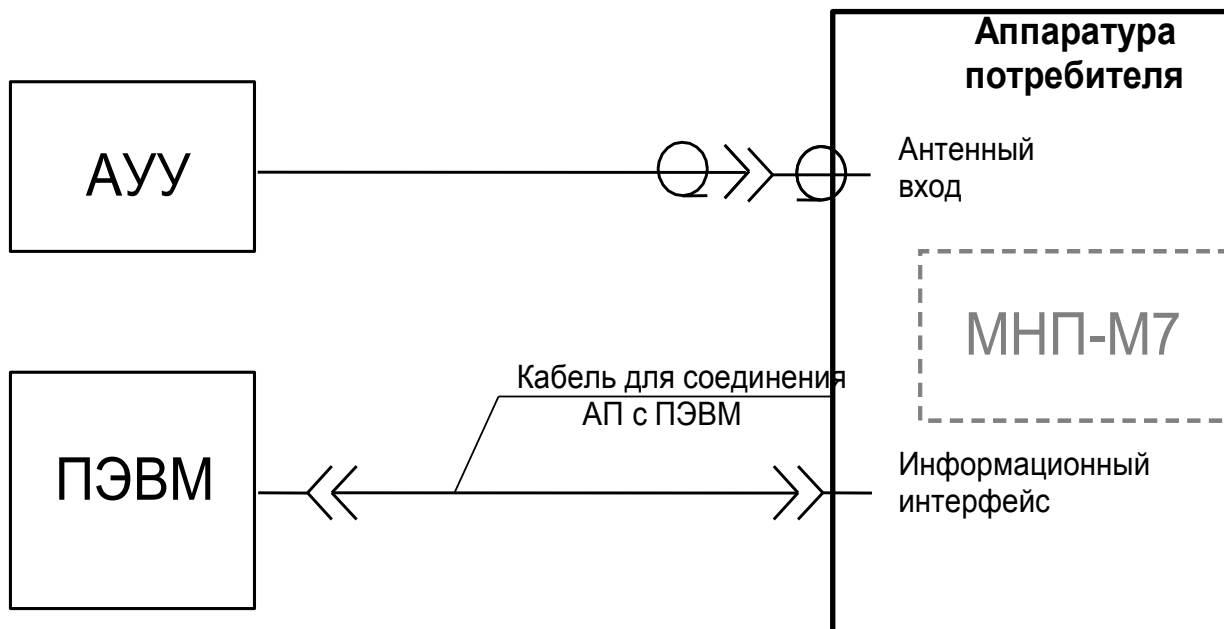 Аппаратура
потребителя
АУУ
Антенный
вход
МНП-М7
Кабель для соединения
АП с ПЭВМ
ПЭВМ
Информационный
интерфейс